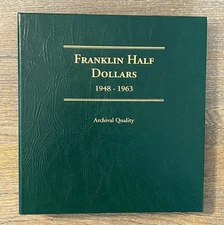 Franklin Half
Dollars
1948 - 1963
Archival Quality